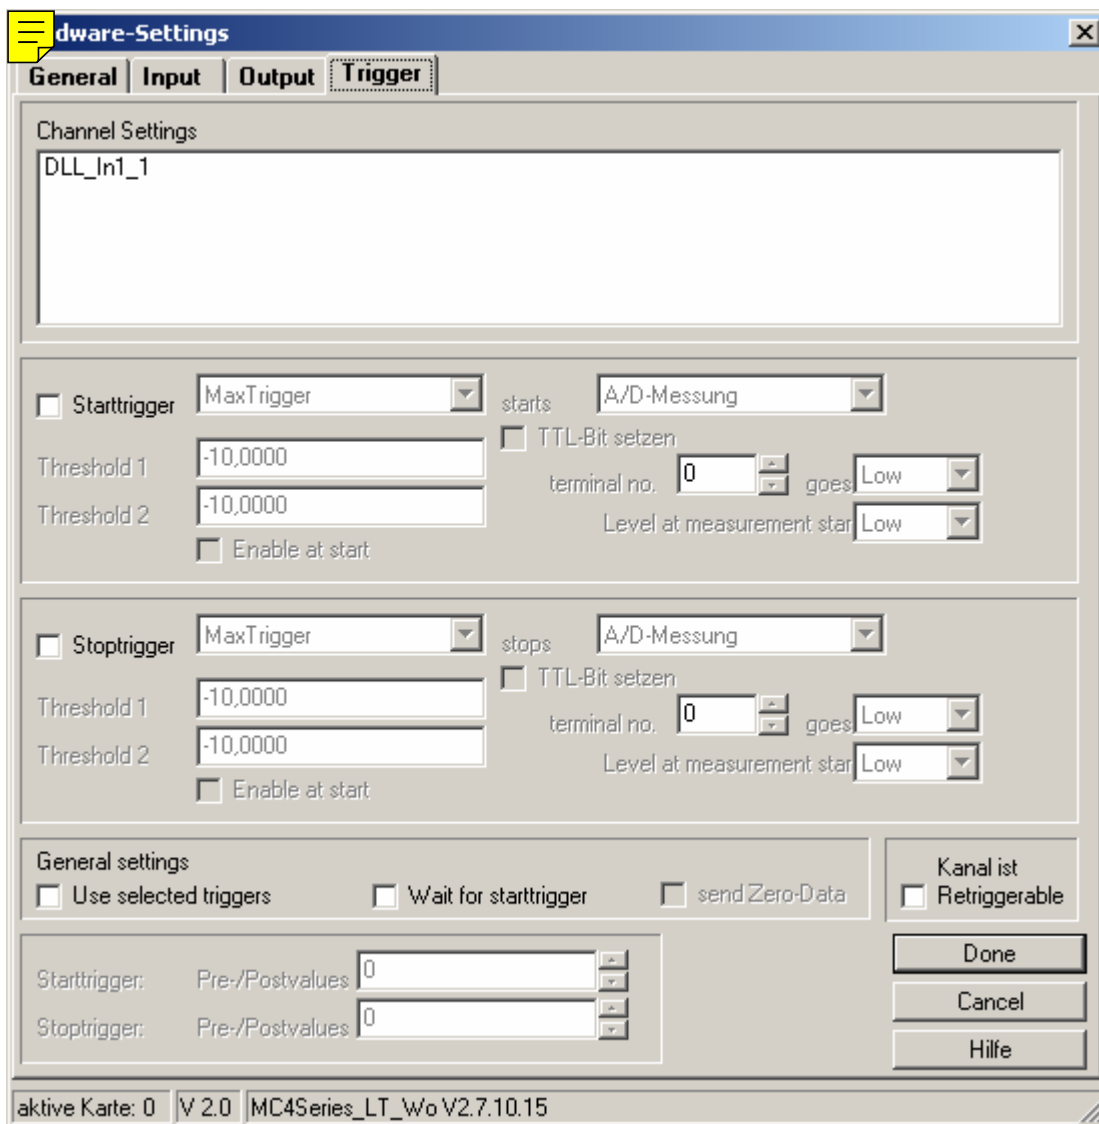 dware-Settings
General Input Output Trigger
Channel Settings
DLL_In1_1
Starttrigger MaxTrigger starts A/D-Messung
TTL-Bit setzen
Threshold 1 -10,0000
terminal no. 0 goes Low
Threshold 2 -10,0000
Level at measurement star Low
Enable at start
Stoptrigger MaxTrigger stops A/D-Messung
TTL-Bit setzen
Threshold 1 -10,0000
terminal no. 0 goes Low
Threshold 2 -10,0000
Level at measurement star Low
Enable at start
General settings
Use selected triggers Wait for starttrigger send Zero-Data
Kanal ist
Retriggerable
Starttrigger: Pre-/Postvalues 0
Stoptrigger: Pre-/Postvalues 0
Done
Cancel
Hilfe
aktive Karte: 0 V 2.0 MC4Series_LT_Wo V2.7.10.15